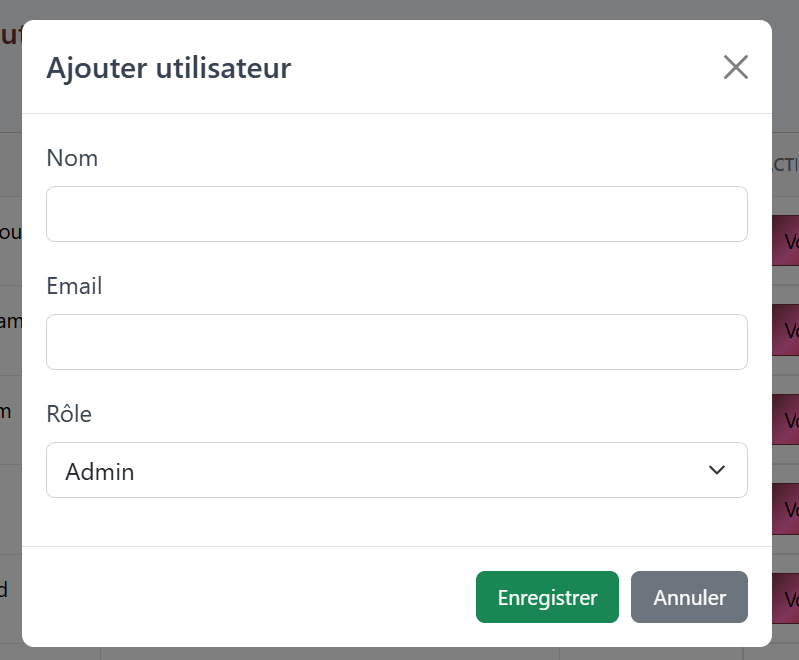 Ajouter utilisateur
Nom
Email
Rôle
Admin
Enregistrer
Annuler